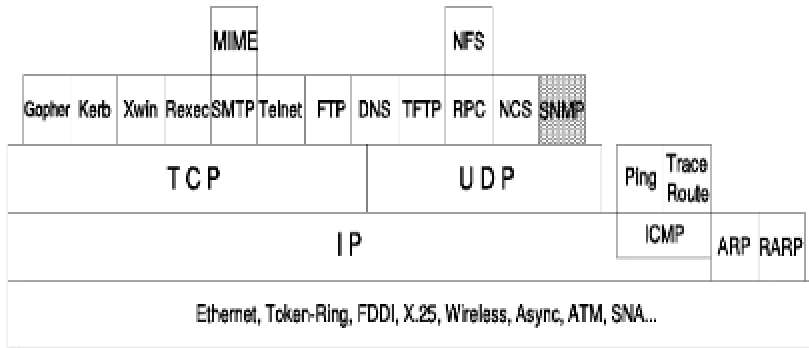 MIME NFS
Gopher Kerb Xwin Rexec SMTP Telnet FTP DNS TFTP RPC NCS SNMP
TCP UDP Ping Trace
Route
IP ICMP ARP RARP
Ethernet, Token-Ring, FDDI, X.25, Wireless, Async, ATM, SNA...